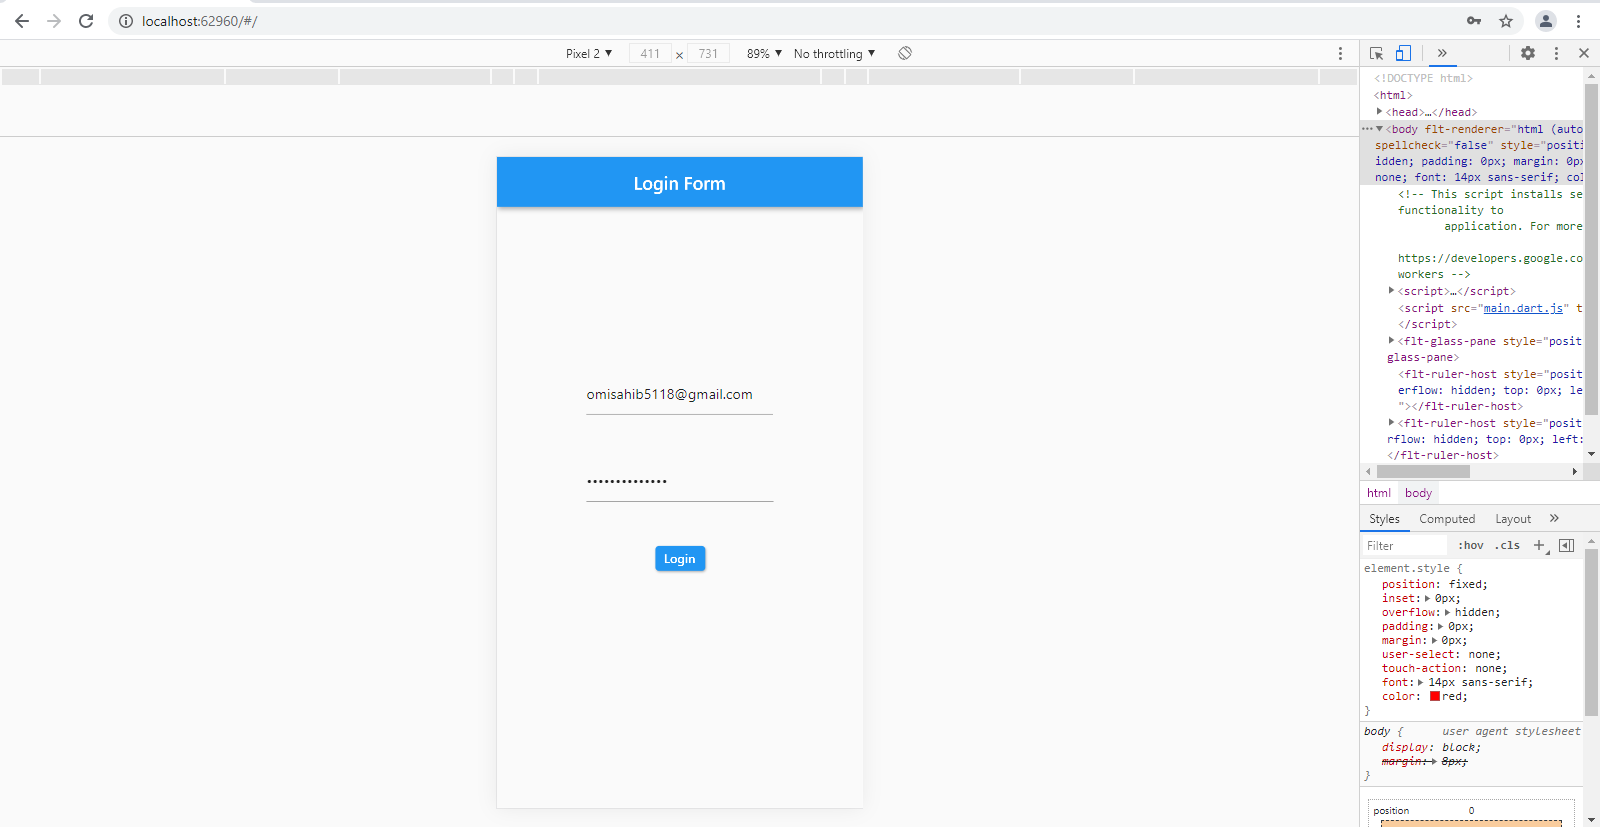 localhost:62960/#/
Pixel 2 ▼ 411 × 731 89% ▼ No throttling ▼
<!DOCTYPE html>
<html>
<head>…</head>
<body flt-renderer="html (auto
spellcheck="false" style="positi
idden; padding: 0px; margin: 0px
none; font: 14px sans-serif; col
<!-- This script installs se
functionality to
application. For more
https://developers.google.co
workers -->
<script>…</script>
<script src="main.dart.js" t
</script>
<flt-glass-pane style="posit
glass-pane>
<flt-ruler-host style="posit
erflow: hidden; top: 0px; le
"></flt-ruler-host>
<flt-ruler-host style="posit
rflow: hidden; top: 0px; left:
</flt-ruler-host>
html body
Styles Computed Layout
Filter :hov .cls
element.style {
position: fixed;
inset: 0px;
overflow: hidden;
padding: 0px;
margin: 0px;
user-select: none;
touch-action: none;
font: 14px sans-serif;
color: red;
}
body { user agent stylesheet
display: block;
margin: 8px;
}
position 0
Login Form
omisahib5118@gmail.com
••••••••••••••
Login